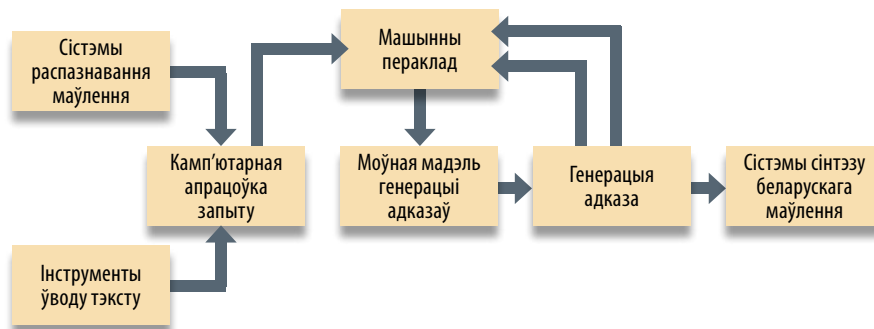 Сістэмы
распазнавання
маўлення
Машынны
пераклад
Камп’ютарная
апрацоўка
запыту
Моўная мадэль
генерацыі
адказаў
Генерацыя
адказа
Сістэмы сінтэзу
беларускага
маўлення
Інструменты
ўводу тэксту